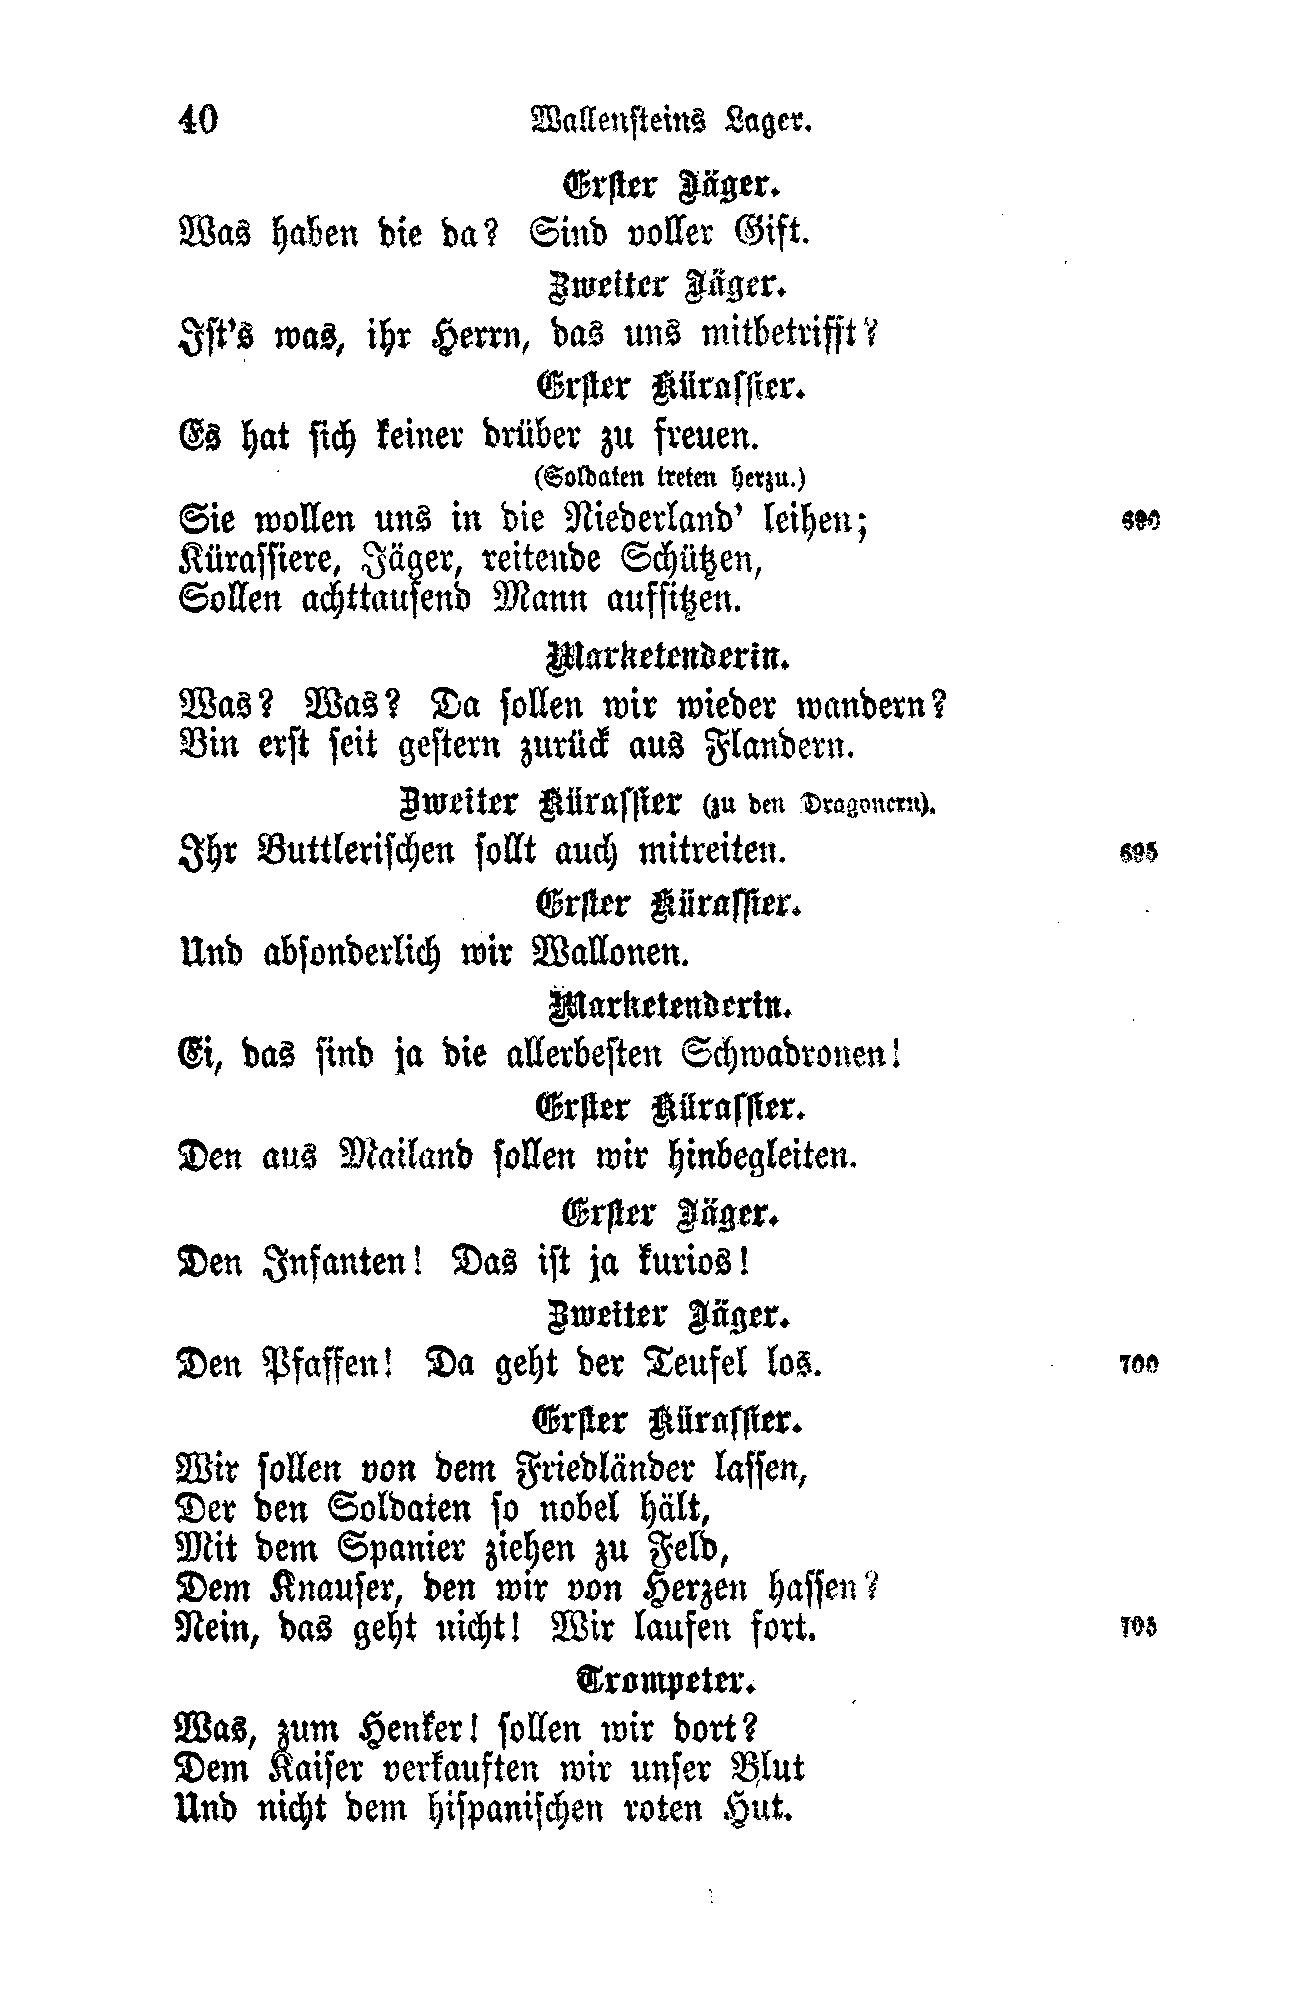 40 Wallensteins Lager.
Erster Jäger.
Was haben die da? Sind voller Gift.
Zweiter Jäger.
Ist's was, ihr Herrn, das uns mitbetrifft?
Erster Kürassier.
Es hat sich keiner drüber zu freuen.
(Soldaten treten herzu.)
Sie wollen uns in die Niederland' leihen; 690
Kürassiere, Jäger, reitende Schützen,
Sollen achttausend Mann aufsitzen.
Marketenderin.
Was? Was? Da sollen wir wieder wandern?
Bin erst seit gestern zurück aus Flandern.
Zweiter Kürassier (zu den Dragonern).
Ihr Buttlerischen sollt auch mitreiten. 695
Erster Kürassier.
Und absonderlich wir Wallonen.
Marketenderin.
Ei, das sind ja die allerbesten Schwadronen!
Erster Kürassier.
Den aus Mailand sollen wir hinbegleiten.
Erster Jäger.
Den Infanten! Das ist ja kurios!
Zweiter Jäger.
Den Pfaffen! Da geht der Teufel los. 700
Erster Kürassier.
Wir sollen von dem Friedländer lassen,
Der den Soldaten so nobel hält,
Mit dem Spanier ziehen zu Feld,
Dem Knauser, den wir von Herzen hassen?
Nein, das geht nicht! Wir laufen fort. 705
Trompeter.
Was, zum Henker! sollen wir dort?
Dem Kaiser verkauften wir unser Blut
Und nicht dem hispanischen roten Hut.